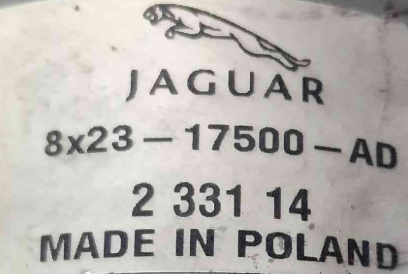 JAGUAR
8x23-17500-AD
2 331 14
MADE IN POLAND